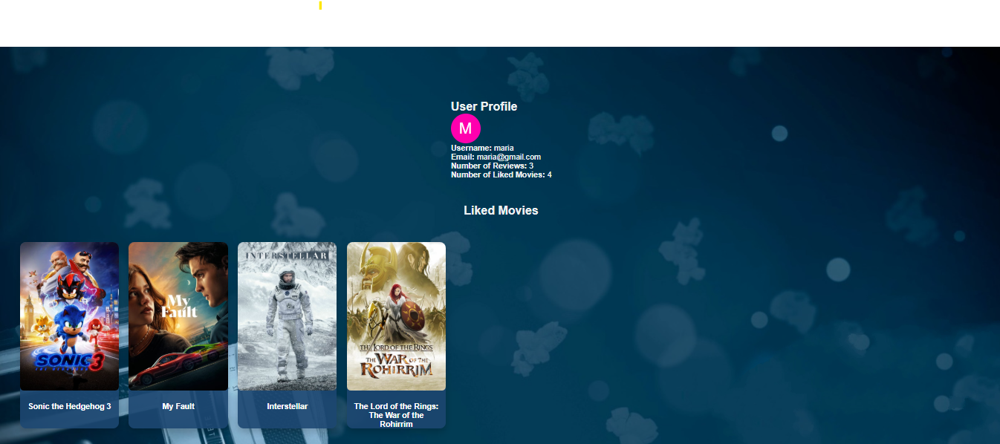 User Profile
M
Username: maria
Email: maria@gmail.com
Number of Reviews: 3
Number of Liked Movies: 4
Liked Movies
SONIC 3
My
Fault
INTERSTELLAR
THE LORD OF THE RINGS
THE WAR OF THE
ROHIRRIM
Sonic the Hedgehog 3
My Fault
Interstellar
The Lord of the Rings:
The War of the
Rohirrim